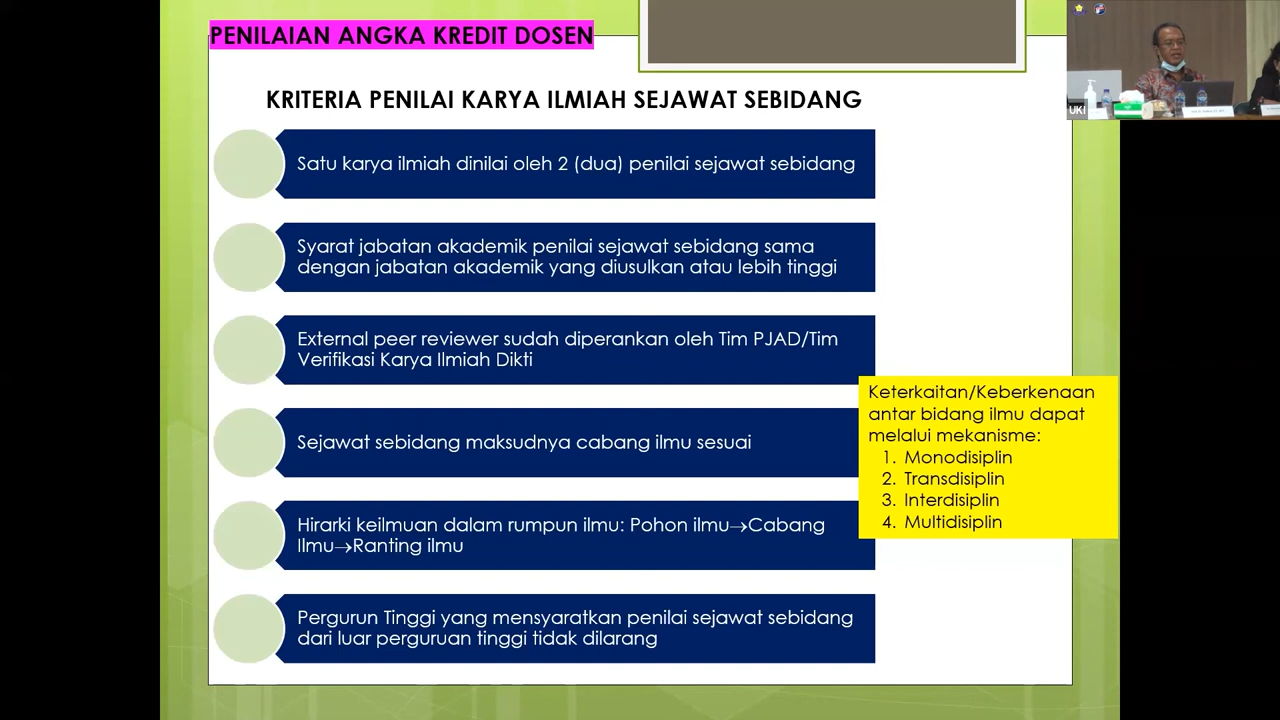 PENILAIAN ANGKA KREDIT DOSEN
KRITERIA PENILAI KARYA ILMIAH SEJAWAT SEBIDANG
Satu karya ilmiah dinilai oleh 2 (dua) penilai sejawat sebidang
Syarat jabatan akademik penilai sejawat sebidang sama
dengan jabatan akademik yang diusulkan atau lebih tinggi
External peer reviewer sudah diperankan oleh Tim PJAD/Tim
Verifikasi Karya Ilmiah Dikti
Sejawat sebidang maksudnya cabang ilmu sesuai
Hirarki keilmuan dalam rumpun ilmu: Pohon ilmu→Cabang
Ilmu→Ranting ilmu
Pergurun Tinggi yang mensyaratkan penilai sejawat sebidang
dari luar perguruan tinggi tidak dilarang
Keterkaitan/Keberkenaan
antar bidang ilmu dapat
melalui mekanisme:
1. Monodisiplin
2. Transdisiplin
3. Interdisiplin
4. Multidisiplin
UKI